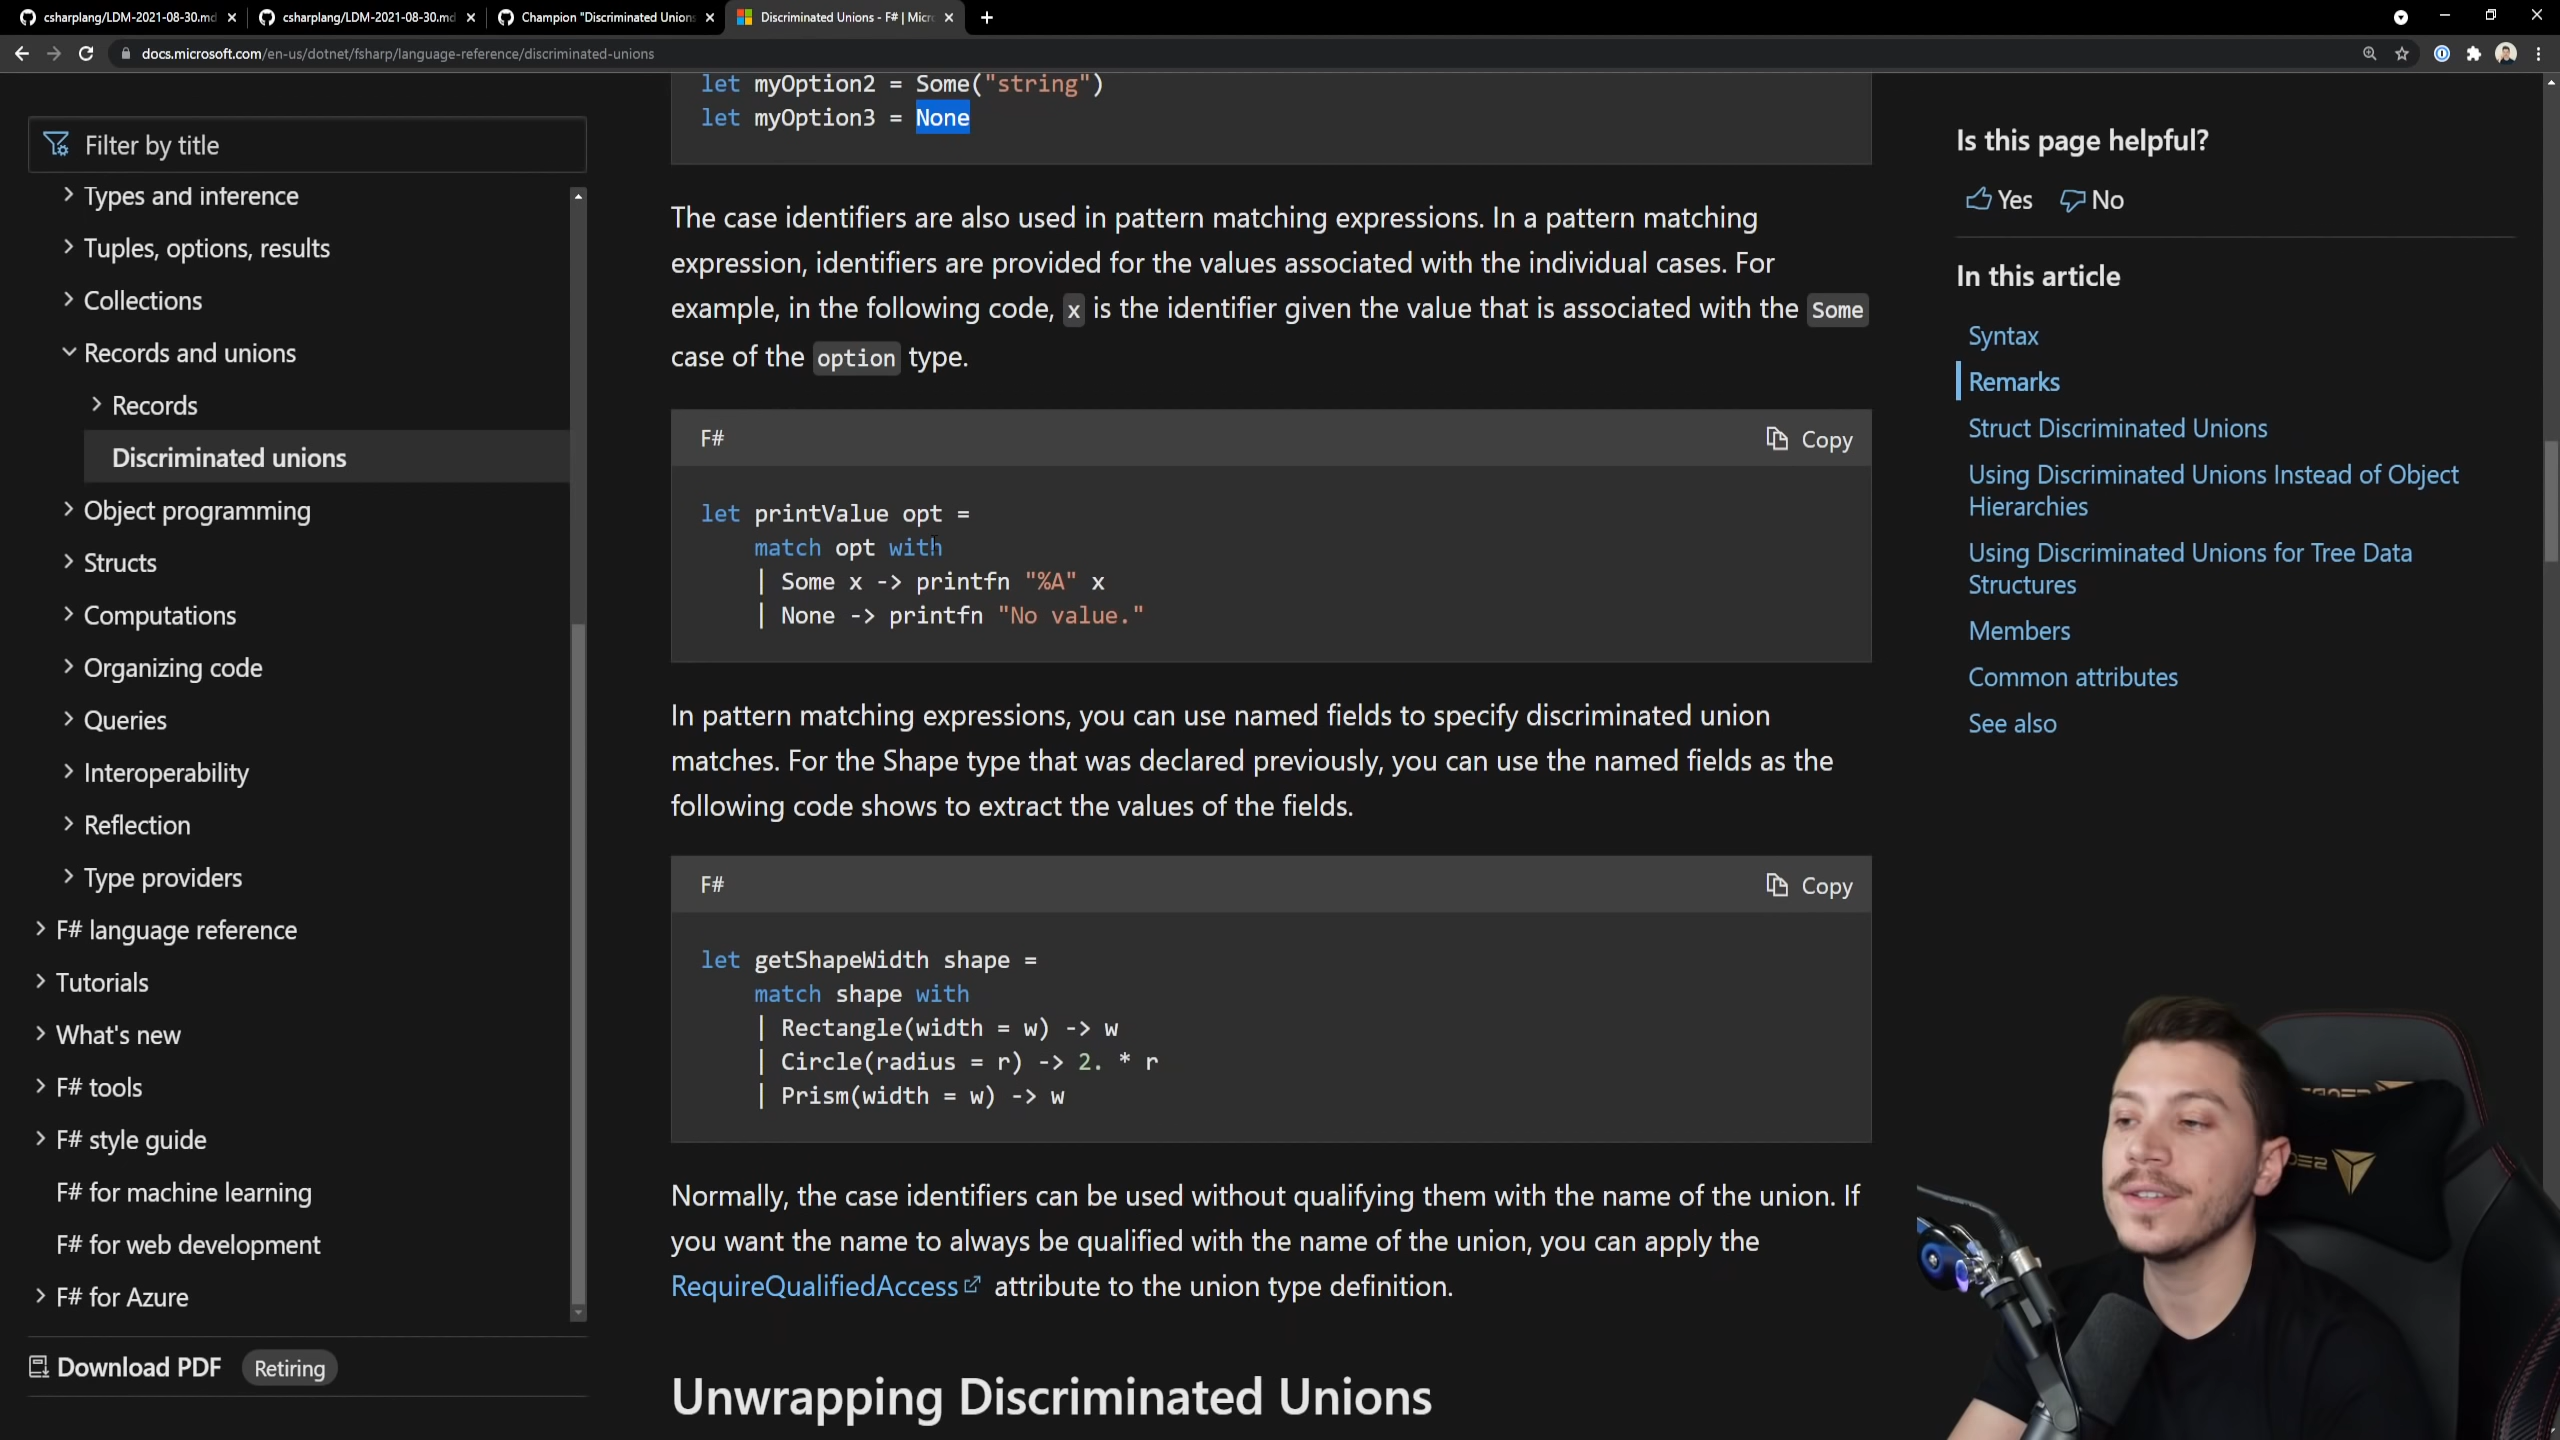 csharplang/LDM-2021-08-30.md
csharplang/LDM-2021-08-30.md
Champion "Discriminated Unions
Discriminated Unions - F# | Micr
docs.microsoft.com/en-us/dotnet/fsharp/language-reference/discriminated-unions
Filter by title
Types and inference
Tuples, options, results
Collections
Records and unions
Records
Discriminated unions
Object programming
Structs
Computations
Organizing code
Queries
Interoperability
Reflection
Type providers
F# language reference
Tutorials
What's new
F# tools
F# style guide
F# for machine learning
F# for web development
F# for Azure
Download PDF
Retiring
let myOption2 = Some("string")
let myOption3 = None
The case identifiers are also used in pattern matching expressions. In a pattern matching
expression, identifiers are provided for the values associated with the individual cases. For
example, in the following code, x is the identifier given the value that is associated with the Some
case of the option type.
F#
Copy
let printValue opt =
match opt with
| Some x -> printfn "%A" x
| None -> printfn "No value."
In pattern matching expressions, you can use named fields to specify discriminated union
matches. For the Shape type that was declared previously, you can use the named fields as the
following code shows to extract the values of the fields.
F#
Copy
let getShapeWidth shape =
match shape with
| Rectangle(width = w) -> w
| Circle(radius = r) -> 2. * r
| Prism(width = w) -> w
Normally, the case identifiers can be used without qualifying them with the name of the union. If
you want the name to always be qualified with the name of the union, you can apply the
RequireQualifiedAccess attribute to the union type definition.
Unwrapping Discriminated Unions
Is this page helpful?
Yes
No
In this article
Syntax
Remarks
Struct Discriminated Unions
Using Discriminated Unions Instead of Object
Hierarchies
Using Discriminated Unions for Tree Data
Structures
Members
Common attributes
See also